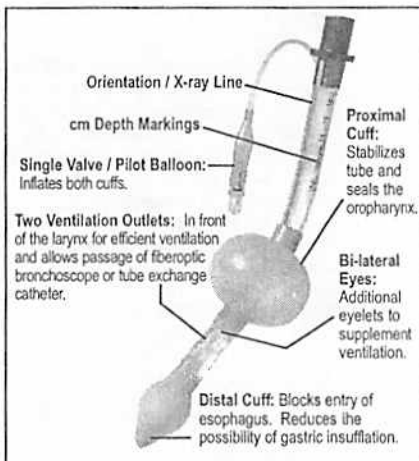 Orientation / X-ray Line
cm Depth Markings
Single Valve / Pilot Balloon:
Inflates both cuffs.
Two Ventilation Outlets: In front
of the larynx for efficient ventilation
and allows passage of fiberoptic
bronchoscope or tube exchange
catheter.
Proximal
Cuff:
Stabilizes
tube and
seals the
oropharynx.
Bi-lateral
Eyes:
Additional
eyelets to
supplement
ventilation.
Distal Cuff: Blocks entry of
esophagus. Reduces the
possibility of gastric insufflation.